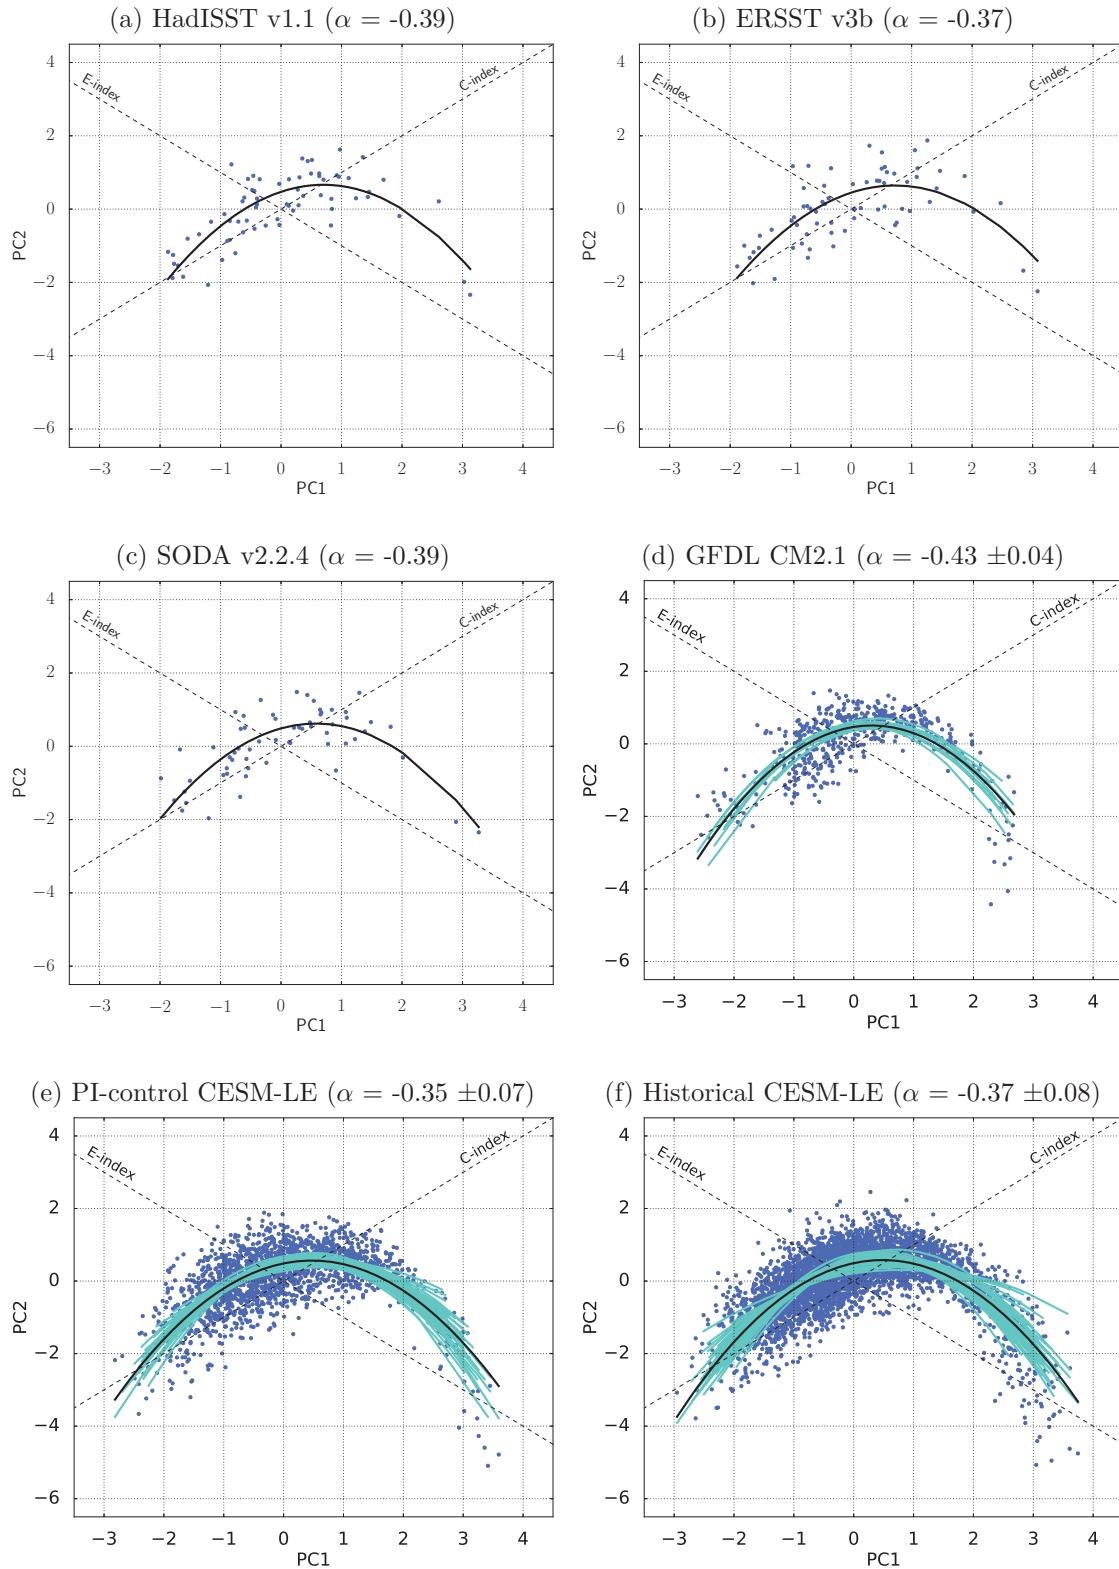 (a) HadISST v1.1 (α = -0.39)
4
2
0
−2
−4
−6
PC2
E-index
C-index
−3 −2 −1 0 1 2 3 4
PC1
(b) ERSST v3b (α = -0.37)
4
2
0
−2
−4
−6
PC2
E-index
C-index
−3 −2 −1 0 1 2 3 4
PC1
(c) SODA v2.2.4 (α = -0.39)
4
2
0
−2
−4
−6
PC2
E-index
C-index
−3 −2 −1 0 1 2 3 4
PC1
(d) GFDL CM2.1 (α = -0.43 ±0.04)
4
2
0
−2
−4
−6
PC2
E-index
C-index
−3 −2 −1 0 1 2 3 4
PC1
(e) PI-control CESM-LE (α = -0.35 ±0.07)
4
2
0
−2
−4
−6
PC2
E-index
C-index
−3 −2 −1 0 1 2 3 4
PC1
(f) Historical CESM-LE (α = -0.37 ±0.08)
4
2
0
−2
−4
−6
PC2
E-index
C-index
−3 −2 −1 0 1 2 3 4
PC1